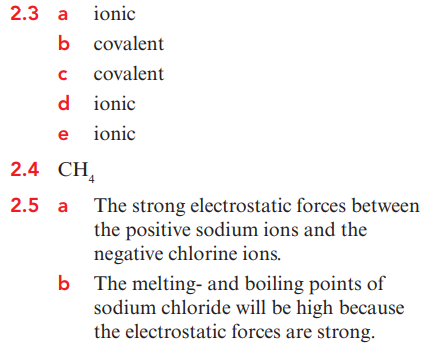 2.3 a ionic
b covalent
c covalent
d ionic
e ionic
2.4 CH₄
2.5 a The strong electrostatic forces between
the positive sodium ions and the
negative chlorine ions.
b The melting- and boiling points of
sodium chloride will be high because
the electrostatic forces are strong.